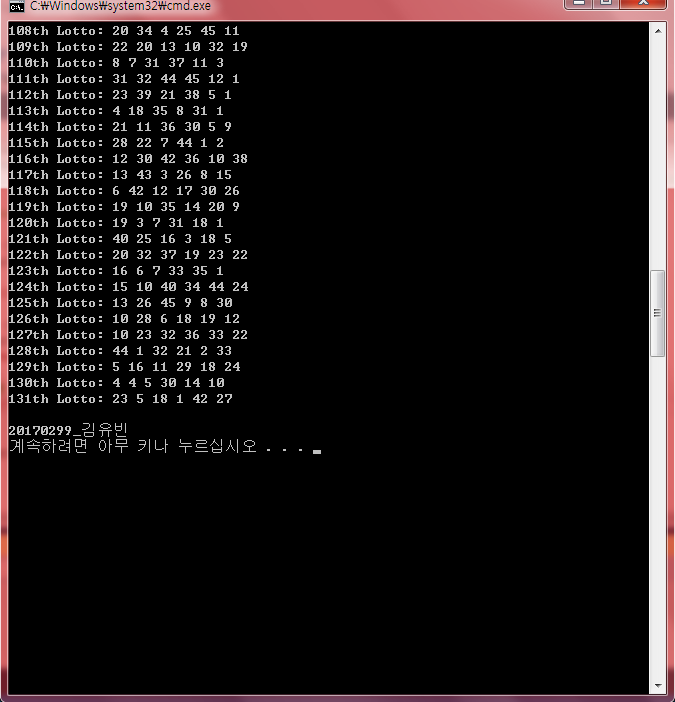 C:₩Windows₩system32₩cmd.exe
108th Lotto: 20 34 4 25 45 11
109th Lotto: 22 20 13 10 32 19
110th Lotto: 8 7 31 37 11 3
111th Lotto: 31 32 44 45 12 1
112th Lotto: 23 39 21 38 5 1
113th Lotto: 4 18 35 8 31 1
114th Lotto: 21 11 36 30 5 9
115th Lotto: 28 22 7 44 1 2
116th Lotto: 12 30 42 36 10 38
117th Lotto: 13 43 3 26 8 15
118th Lotto: 6 42 12 17 30 26
119th Lotto: 19 10 35 14 20 9
120th Lotto: 19 3 7 31 18 1
121th Lotto: 40 25 16 3 18 5
122th Lotto: 20 32 37 19 23 22
123th Lotto: 16 6 7 33 35 1
124th Lotto: 15 10 40 34 44 24
125th Lotto: 13 26 45 9 8 30
126th Lotto: 10 28 6 18 19 12
127th Lotto: 10 23 32 36 33 22
128th Lotto: 44 1 32 21 2 33
129th Lotto: 5 16 11 29 18 24
130th Lotto: 4 4 5 30 14 10
131th Lotto: 23 5 18 1 42 27
20170299_김유빈
계속하려면 아무 키나 누르십시오 . . .